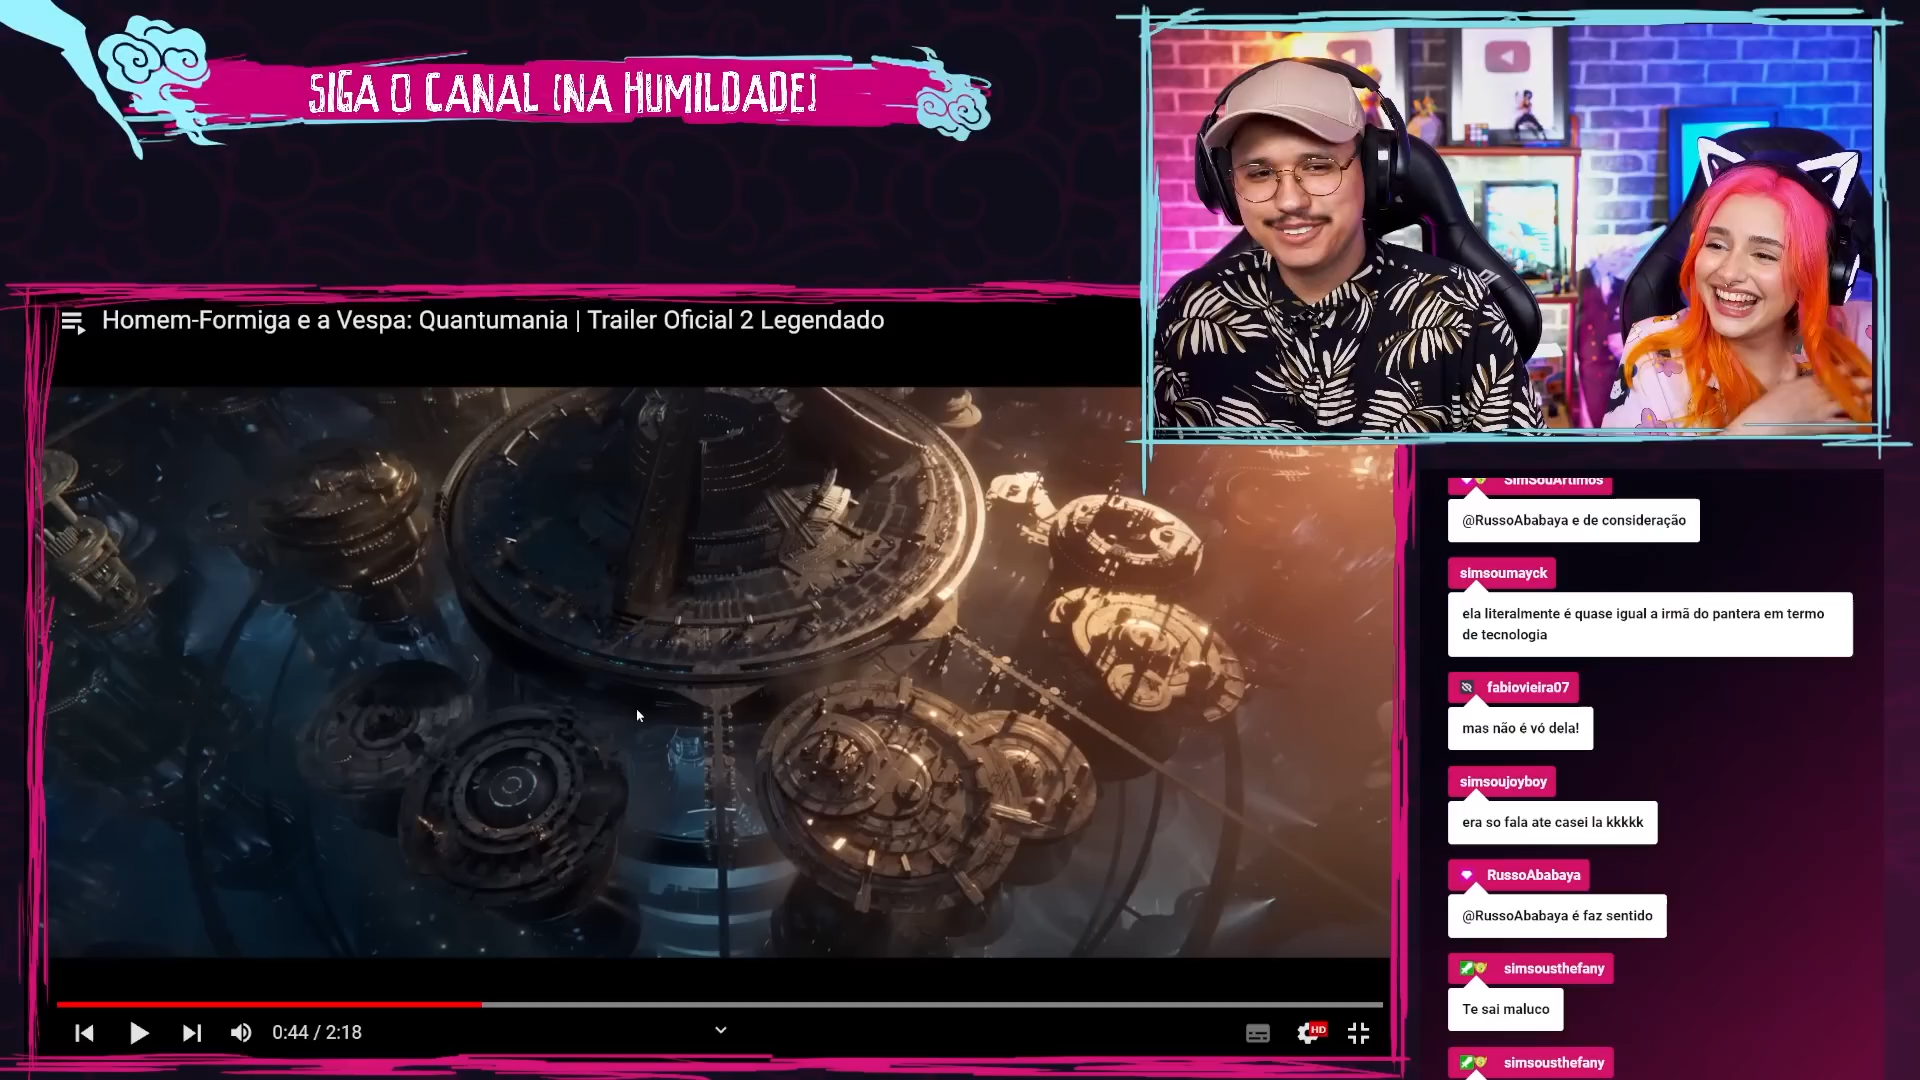 SIGA O CANAL (NA HUMILDADE)
Homem-Formiga e a Vespa: Quantumania | Trailer Oficial 2 Legendado
SimSouArtimos
@RussoAbabaya e de consideração
simsoumayck
ela literalmente é quase igual a irmã do pantera em termo
de tecnologia
fabiovieira07
mas não é vó dela!
simsoujoyboy
era so fala ate casei la kkkkk
RussoAbabaya
@RussoAbabaya é faz sentido
simsousthefany
Te sai maluco
simsousthefany
0:44 / 2:18
HD